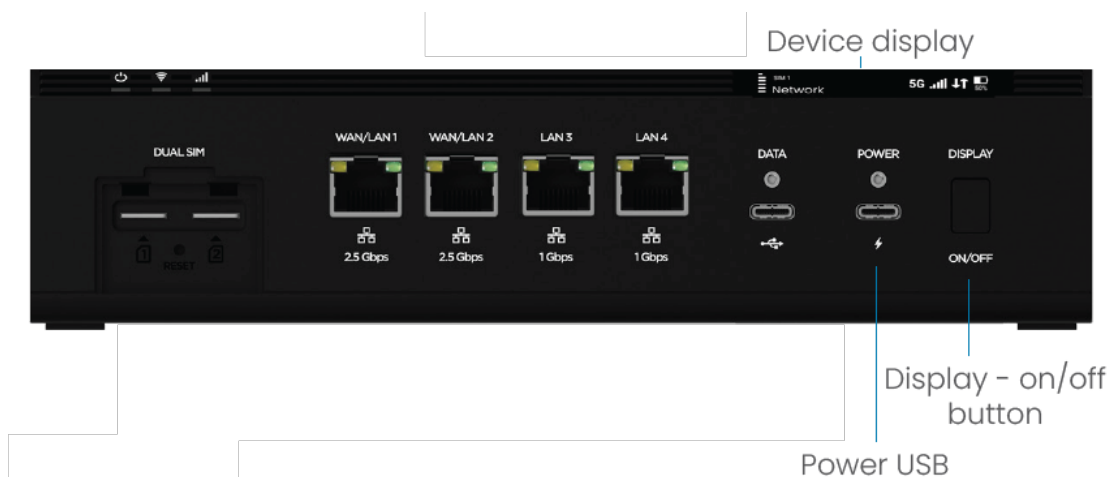 Device display
SIM 1
Network
5G
80%
DUAL SIM
WAN/LAN 1
WAN/LAN 2
LAN 3
LAN 4
DATA
POWER
DISPLAY
1
RESET
2
2.5 Gbps
2.5 Gbps
1 Gbps
1 Gbps
ON/OFF
Display - on/off
button
Power USB